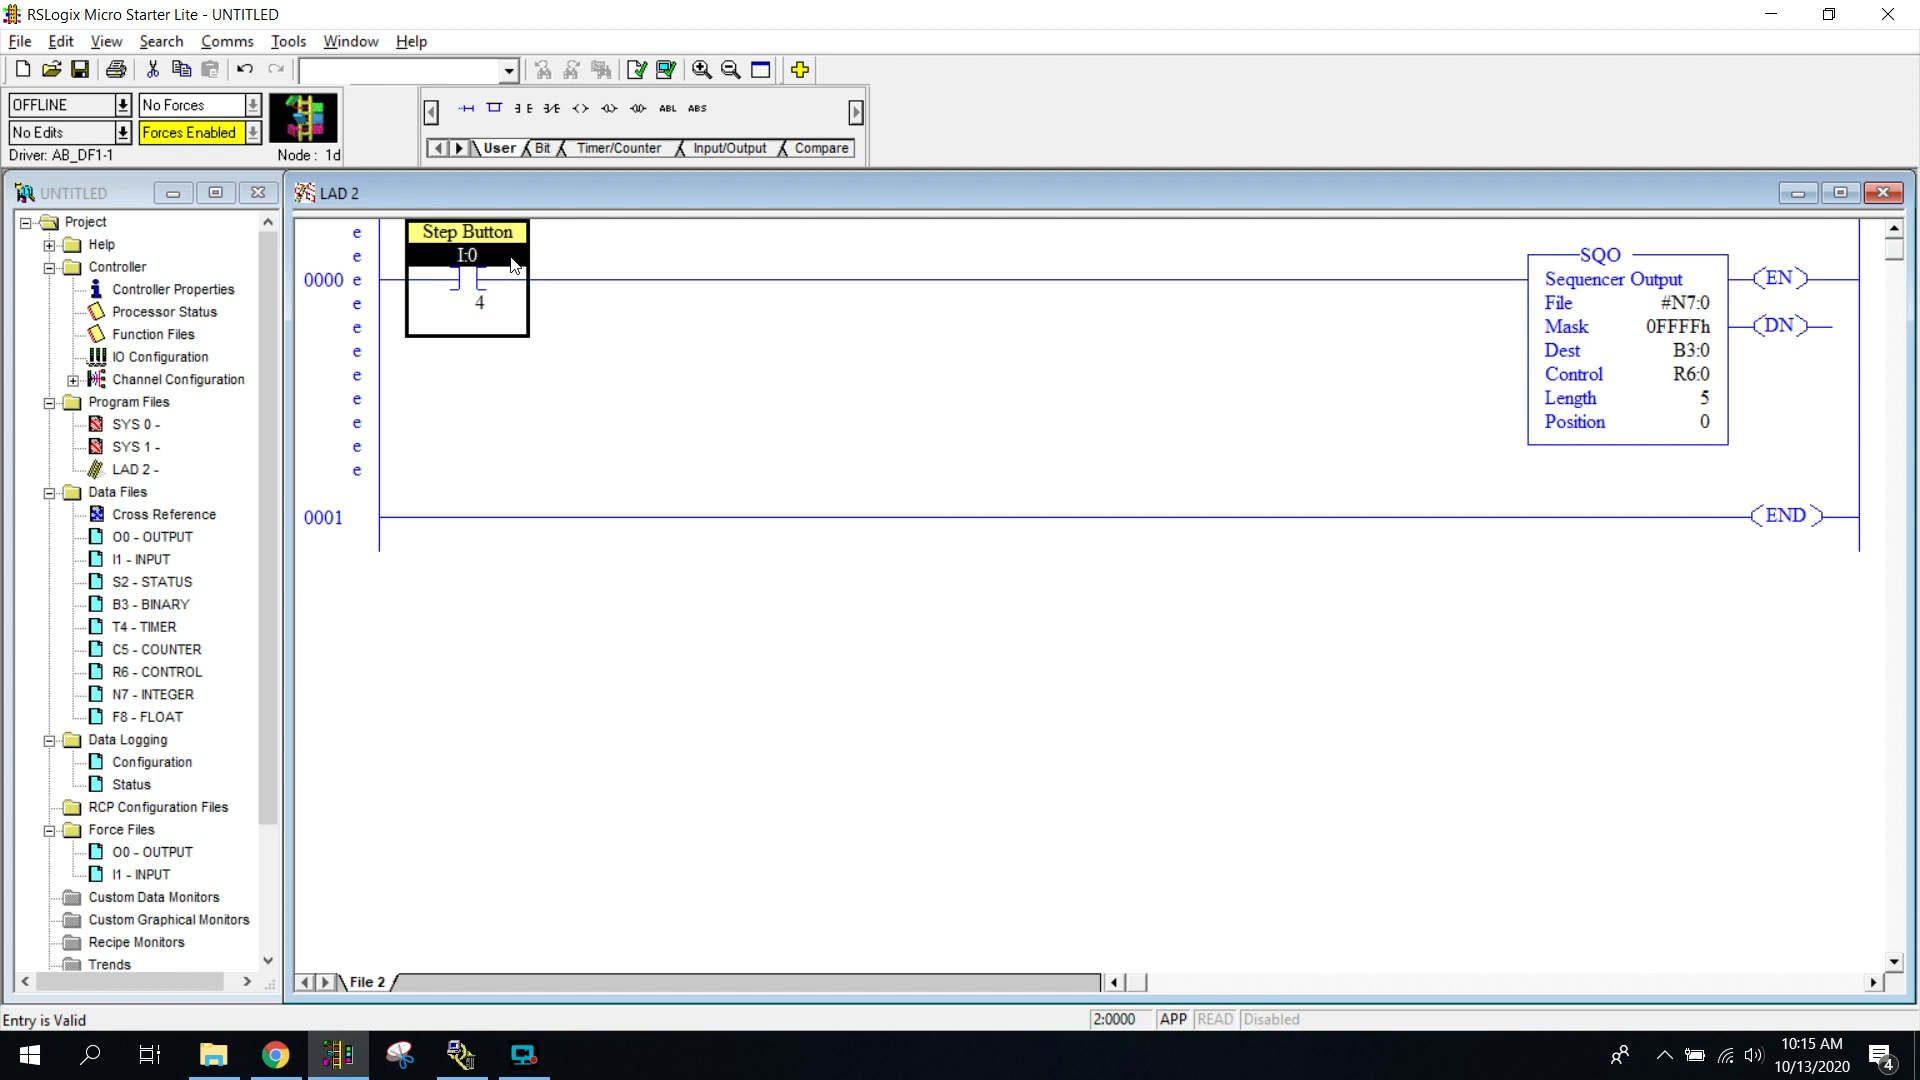 RSLogix Micro Starter Lite - UNTITLED
File Edit View Search Comms Tools Window Help
OFFLINE No Forces
No Edits Forces Enabled
Driver: AB_DF1-1 Node : 1d
ABL ABS
User Bit Timer/Counter Input/Output Compare
UNTITLED
Project
Help
Controller
Controller Properties
Processor Status
Function Files
IO Configuration
Channel Configuration
Program Files
SYS 0 -
SYS 1 -
LAD 2 -
Data Files
Cross Reference
O0 - OUTPUT
I1 - INPUT
S2 - STATUS
B3 - BINARY
T4 - TIMER
C5 - COUNTER
R6 - CONTROL
N7 - INTEGER
F8 - FLOAT
Data Logging
Configuration
Status
RCP Configuration Files
Force Files
O0 - OUTPUT
I1 - INPUT
Custom Data Monitors
Custom Graphical Monitors
Recipe Monitors
Trends
LAD 2
e
e
0000 e
e
e
e
e
e
e
e
e
Step Button
I:0
4
SQO
Sequencer Output
File #N7:0
Mask 0FFFFh
Dest B3:0
Control R6:0
Length 5
Position 0
EN
DN
0001
END
File 2
Entry is Valid
2:0000 APP READ Disabled
10:15 AM
10/13/2020
4